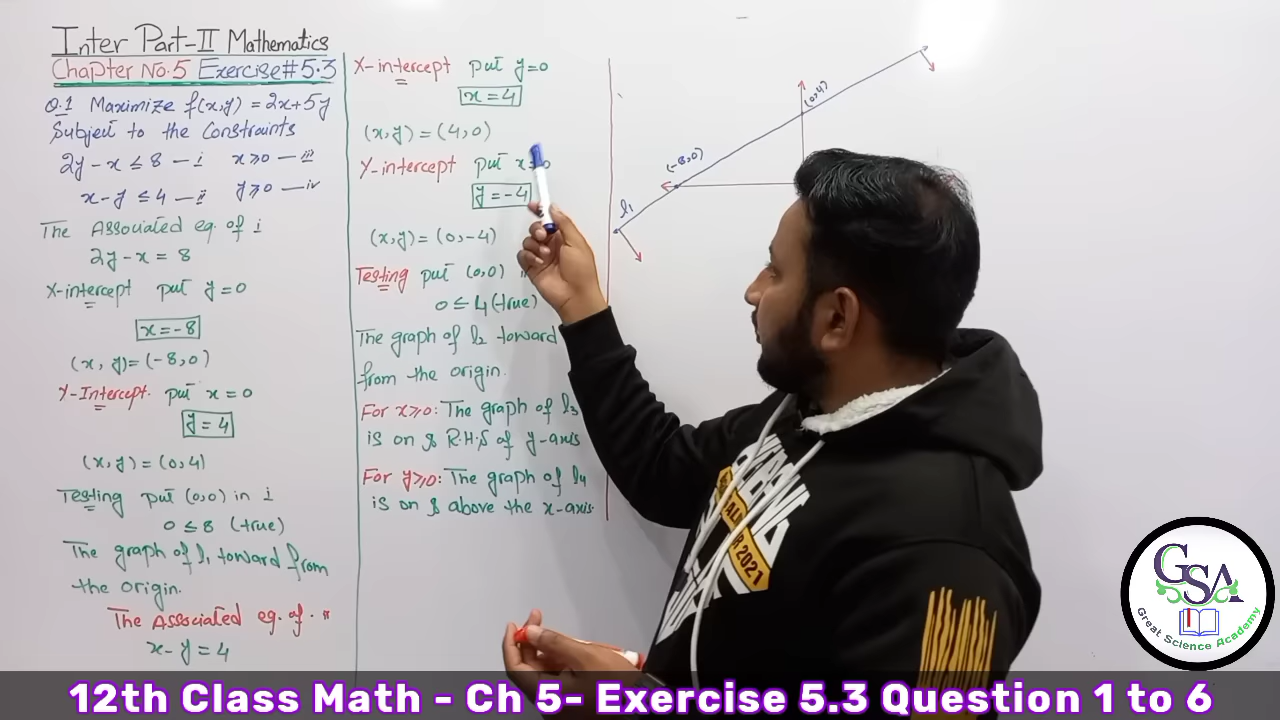 Inter Part-II Mathematics
Chapter No.5 Exercise#5.3
Q.1 Maximize f(x,y) = 2x+5y
Subject to the Constraints
2y-x ≤ 8 — i x≥0 — iii
x-y ≤ 4 — ii y≥0 — iv
The Associated eq. of i
2y-x = 8
X-intercept put y=0
x=-8
(x, y)=(-8,0)
Y-Intercept. put x=0
y=4
(x,y)=(0,4)
Testing put (0,0) in i
0≤8 (true)
The graph of l₁ toward from
the origin.
The Associated eq. of ii
x-y=4
X-intercept put y=0
x=4
(x,y)=(4,0)
Y-intercept put x=0
y=-4
(x,y)=(0,-4)
Testing put (0,0)
0≤4(true)
The graph of l₂ toward
from the origin.
For x≥0: The graph of l₃
is on & R.H.S of y-axis
For y≥0: The graph of l₄
is on & above the x-axis.
(0,4)
(-8,0)
l₁
GSA
Great Science Academy
12th Class Math - Ch 5- Exercise 5.3 Question 1 to 6